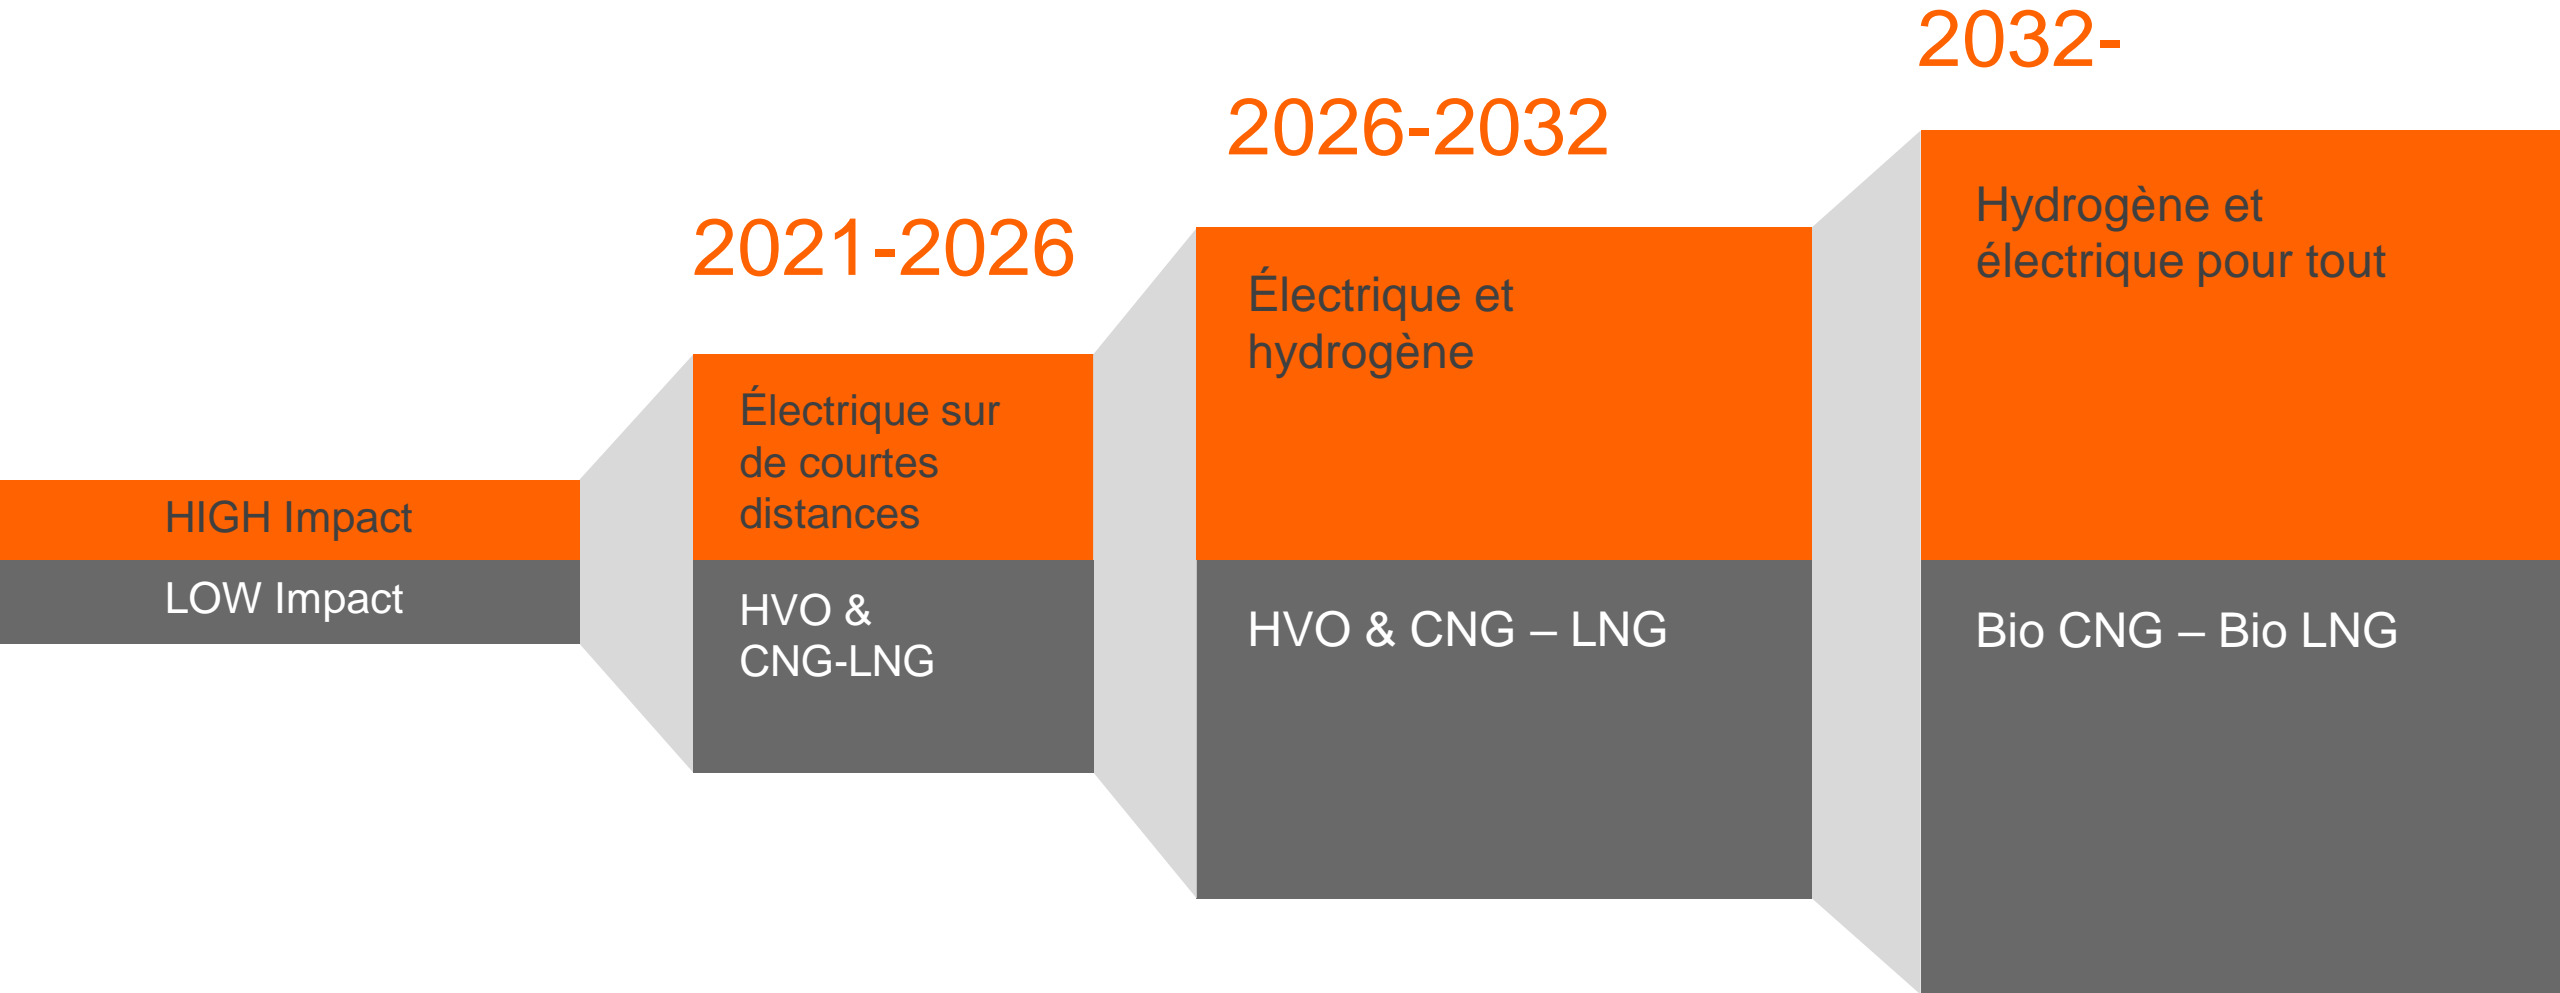 HIGH Impact
LOW Impact
2021-2026
Électrique sur
de courtes
distances
HVO &
CNG-LNG
2026-2032
Électrique et
hydrogène
HVO & CNG – LNG
2032-
Hydrogène et
électrique pour tout
Bio CNG – Bio LNG